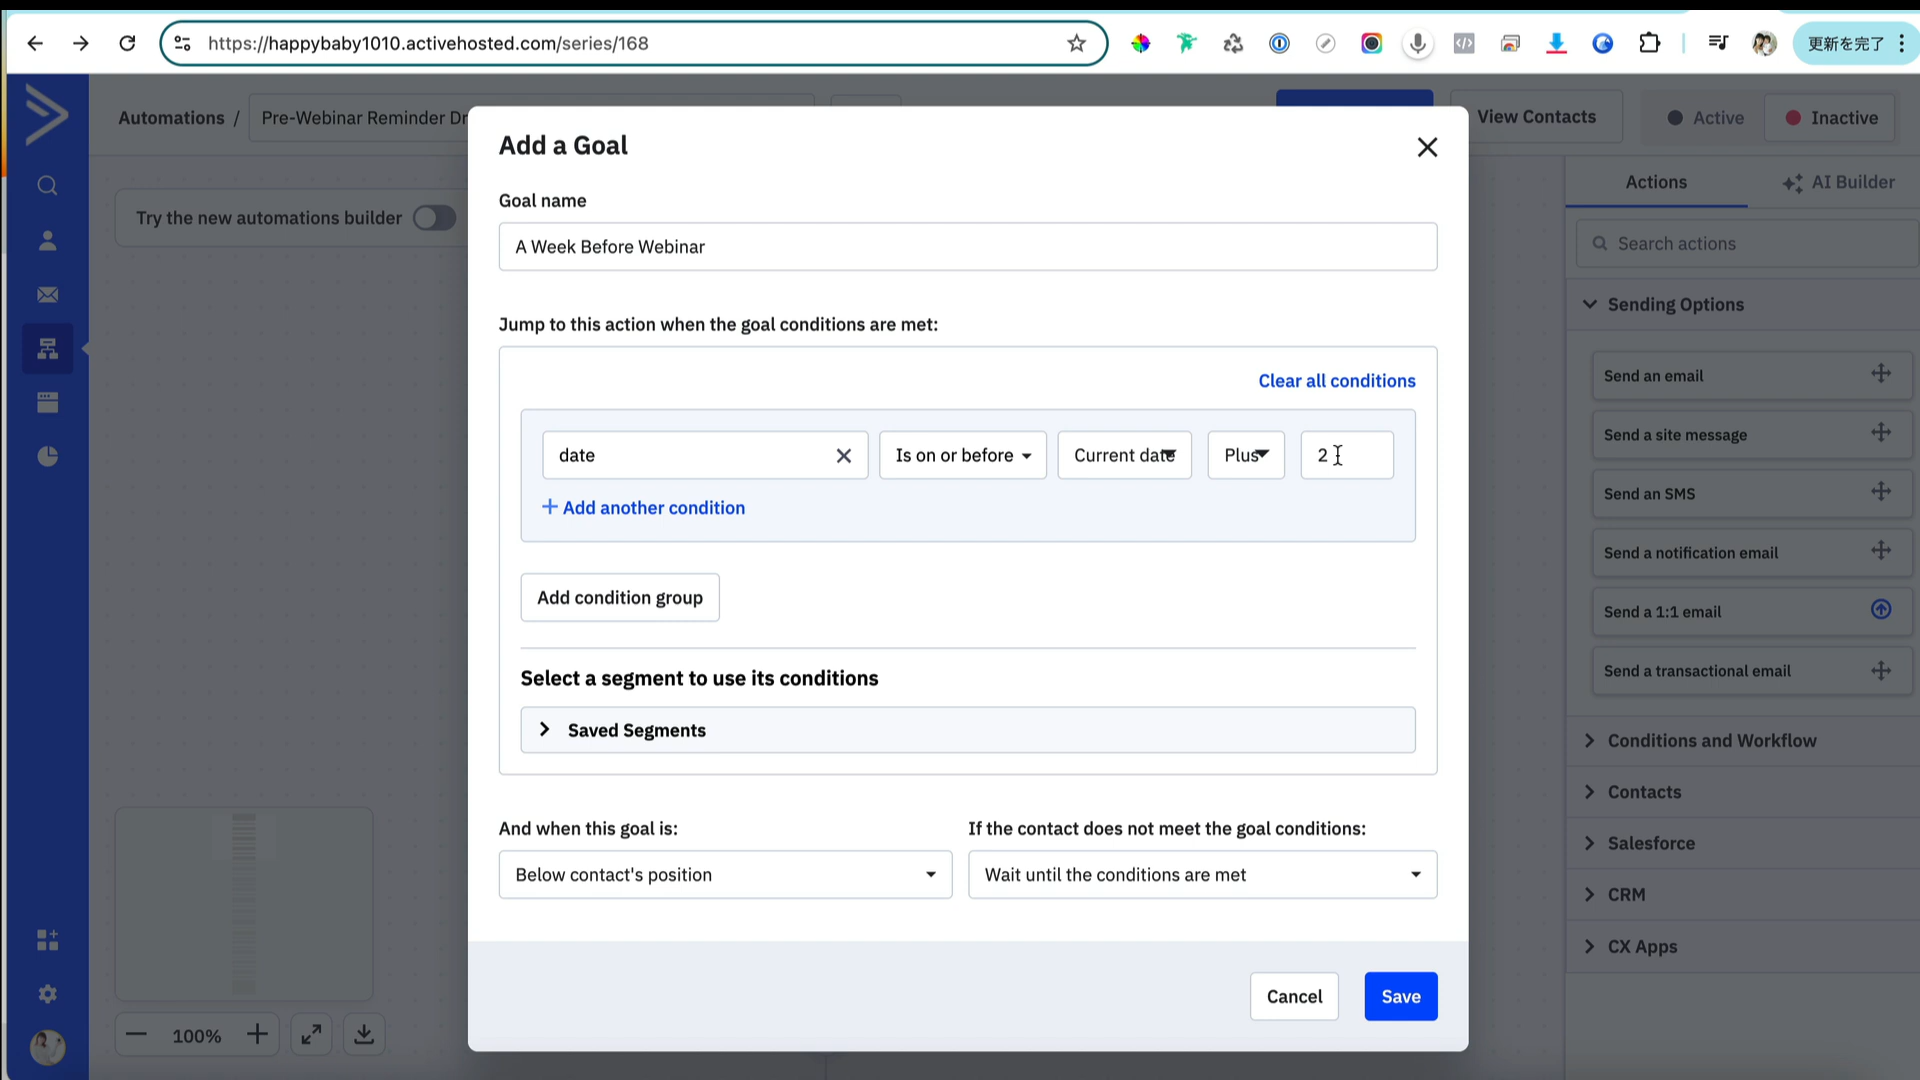 https://happybaby1010.activehosted.com/series/168
更新を完了
Automations /
Pre-Webinar Reminder Dr
View Contacts
Active
Inactive
Try the new automations builder
Add a Goal
Goal name
A Week Before Webinar
Jump to this action when the goal conditions are met:
Clear all conditions
date
Is on or before
Current date
Plus
2
+ Add another condition
Add condition group
Select a segment to use its conditions
Saved Segments
And when this goal is:
If the contact does not meet the goal conditions:
Below contact's position
Wait until the conditions are met
Cancel
Save
Actions
AI Builder
Search actions
Sending Options
Send an email
Send a site message
Send an SMS
Send a notification email
Send a 1:1 email
Send a transactional email
Conditions and Workflow
Contacts
Salesforce
CRM
CX Apps
100%